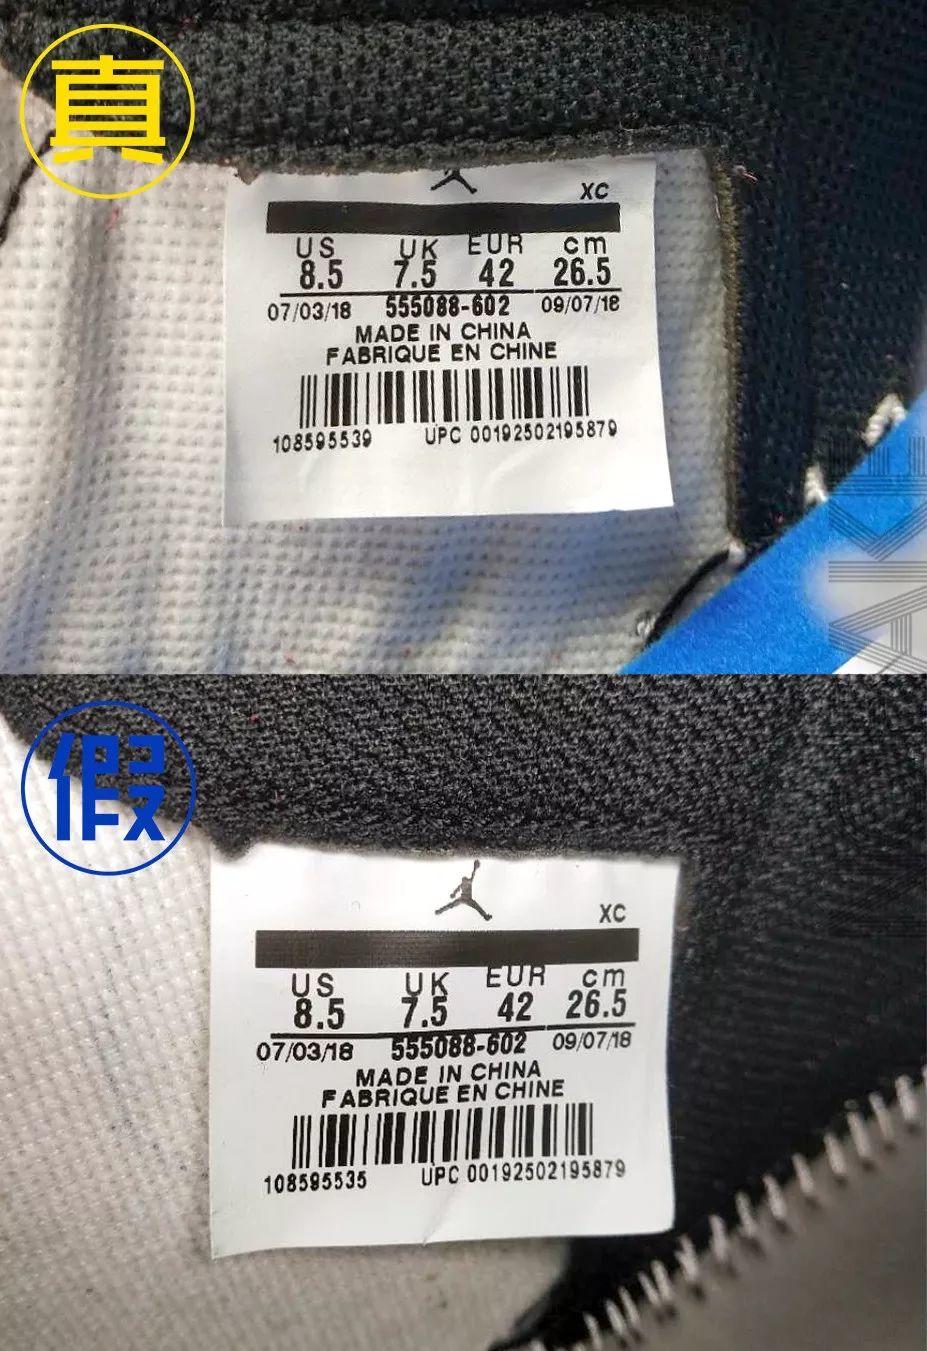 真
XC
US UK EUR cm
8.5 7.5 42 26.5
07/03/18 555088-602 09/07/18
MADE IN CHINA
FABRIQUE EN CHINE
108595539 UPC 00192502195879
假
XC
US UK EUR cm
8.5 7.5 42 26.5
07/03/18 555088-602 09/07/18
MADE IN CHINA
FABRIQUE EN CHINE
108595535 UPC 00192502195879